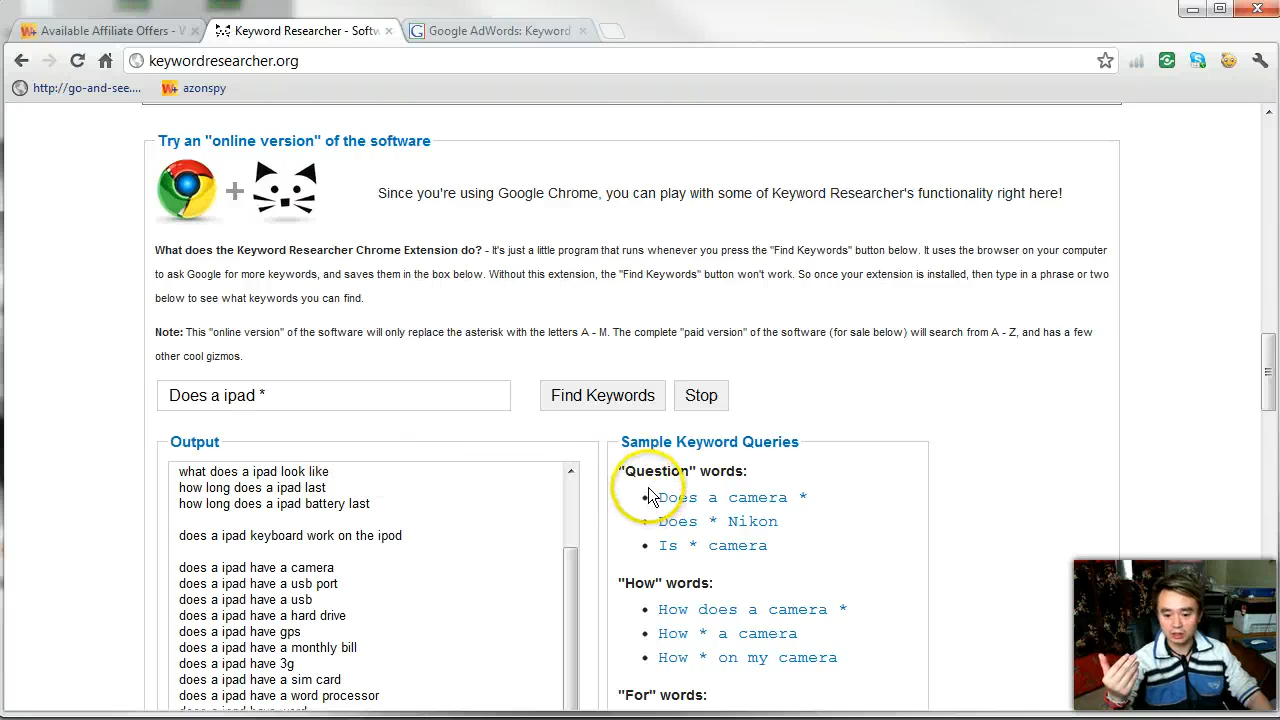 Available Affiliate Offers - W
Keyword Researcher - Softw
Google AdWords: Keyword
keywordresearcher.org
http://go-and-see....
azonspy
Try an "online version" of the software
Since you're using Google Chrome, you can play with some of Keyword Researcher's functionality right here!
What does the Keyword Researcher Chrome Extension do? - It's just a little program that runs whenever you press the "Find Keywords" button below. It uses the browser on your computer
to ask Google for more keywords, and saves them in the box below. Without this extension, the "Find Keywords" button won't work. So once your extension is installed, then type in a phrase or two
below to see what keywords you can find.
Note: This "online version" of the software will only replace the asterisk with the letters A - M. The complete "paid version" of the software (for sale below) will search from A - Z, and has a few
other cool gizmos.
Does a ipad *
Find Keywords
Stop
Output
what does a ipad look like
how long does a ipad last
how long does a ipad battery last
does a ipad keyboard work on the ipod
does a ipad have a camera
does a ipad have a usb port
does a ipad have a usb
does a ipad have a hard drive
does a ipad have gps
does a ipad have a monthly bill
does a ipad have 3g
does a ipad have a sim card
does a ipad have a word processor
Sample Keyword Queries
"Question" words:
Does a camera *
Does * Nikon
Is * camera
"How" words:
How does a camera *
How * a camera
How * on my camera
"For" words: